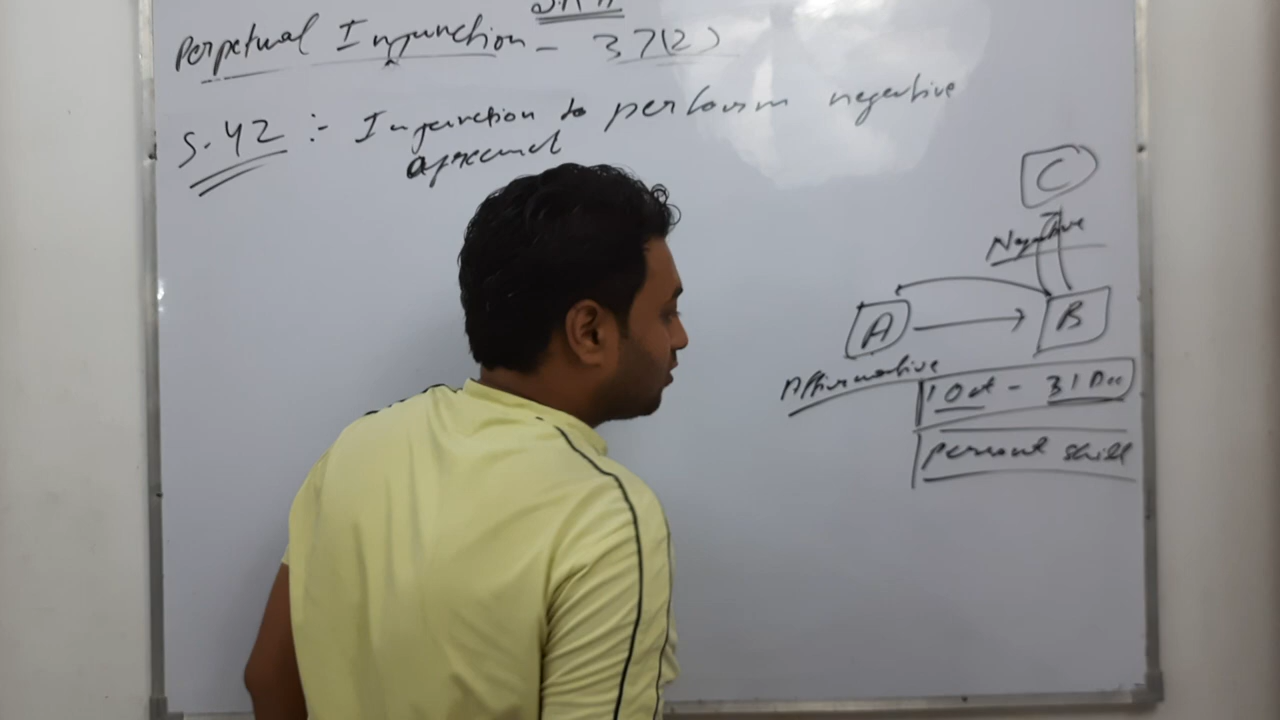 Perpetual Injunction - 37(2)
S.42 :- Injunction to perform negative
agreement
C
Negative
A
B
Affirmative
1 Oct - 31 Dec
personal skill